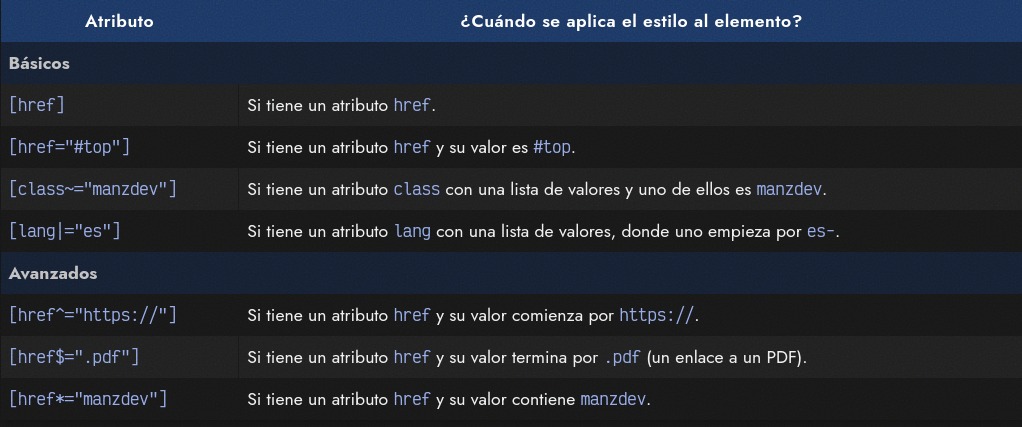 Atributo ¿Cuándo se aplica el estilo al elemento?
Básicos
[href] Si tiene un atributo href.
[href="#top"] Si tiene un atributo href y su valor es #top.
[class~="manzdev"] Si tiene un atributo class con una lista de valores y uno de ellos es manzdev.
[lang|="es"] Si tiene un atributo lang con una lista de valores, donde uno empieza por es-.
Avanzados
[href^="https://"] Si tiene un atributo href y su valor comienza por https://.
[href$=".pdf"] Si tiene un atributo href y su valor termina por .pdf (un enlace a un PDF).
[href*="manzdev"] Si tiene un atributo href y su valor contiene manzdev.